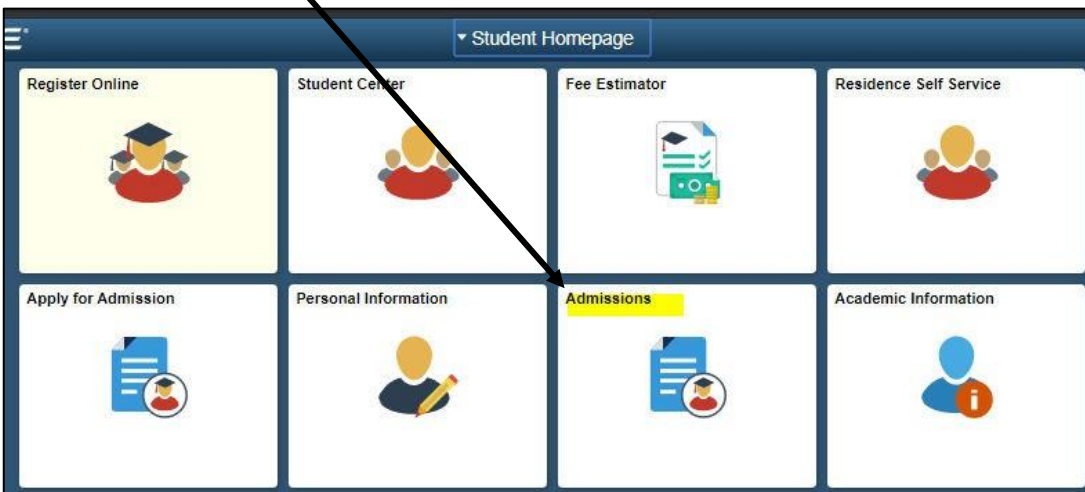 Student Homepage
Register Online
Student Center
Fee Estimator
Residence Self Service
Apply for Admission
Personal Information
Admissions
Academic Information